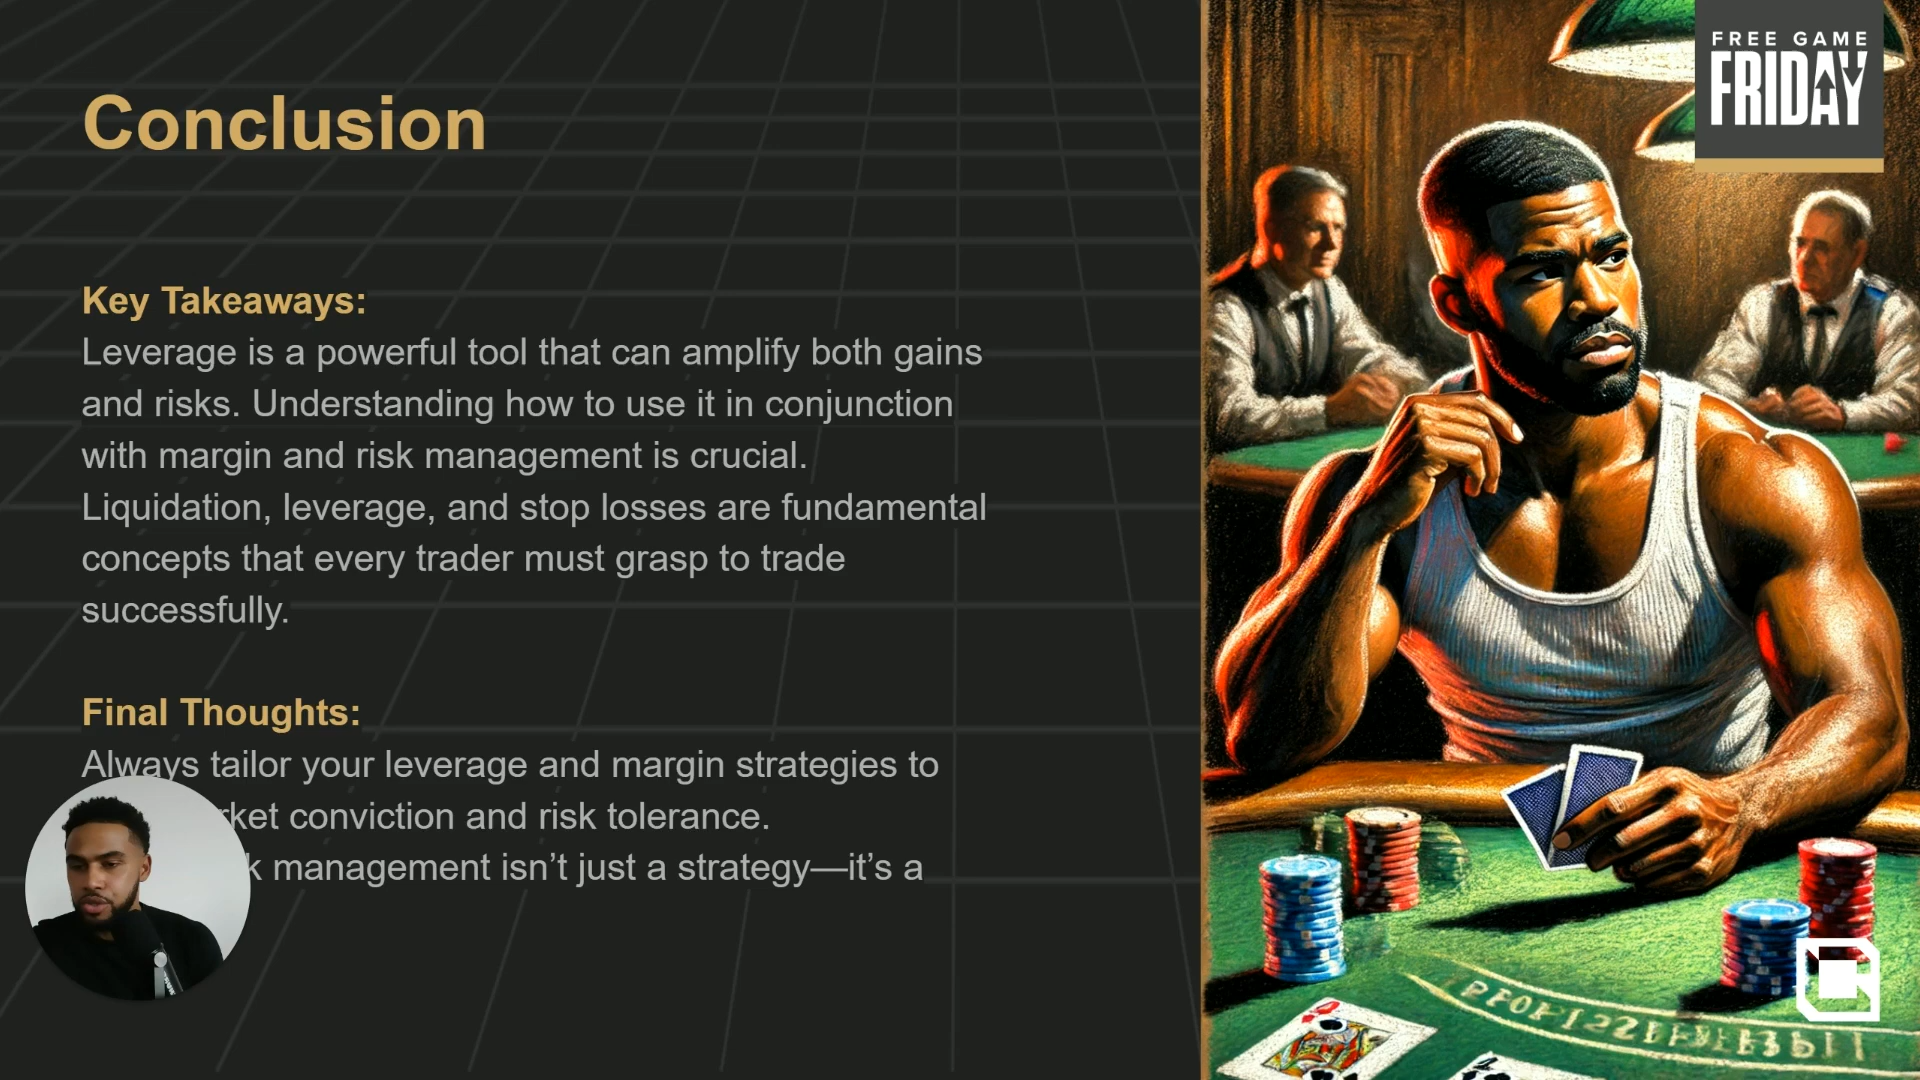 FREE GAME
FRIDAY
Conclusion
Key Takeaways:
Leverage is a powerful tool that can amplify both gains
and risks. Understanding how to use it in conjunction
with margin and risk management is crucial.
Liquidation, leverage, and stop losses are fundamental
concepts that every trader must grasp to trade
successfully.
Final Thoughts:
Always tailor your leverage and margin strategies to
conviction and risk tolerance.
management isn’t just a strategy—it’s a